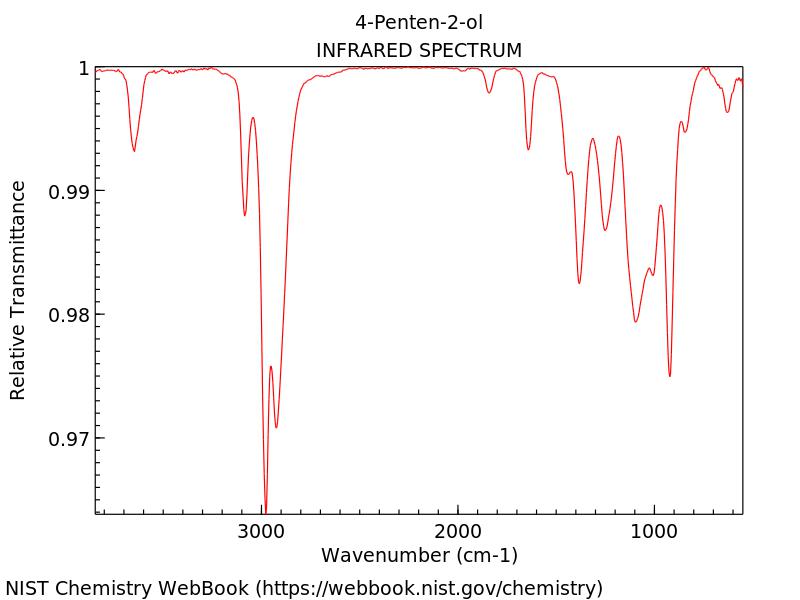 4-Penten-2-ol
INFRARED SPECTRUM
1
0.99
0.98
0.97
Relative Transmittance
3000 2000 1000
Wavenumber (cm-1)
NIST Chemistry WebBook (https://webbook.nist.gov/chemistry)